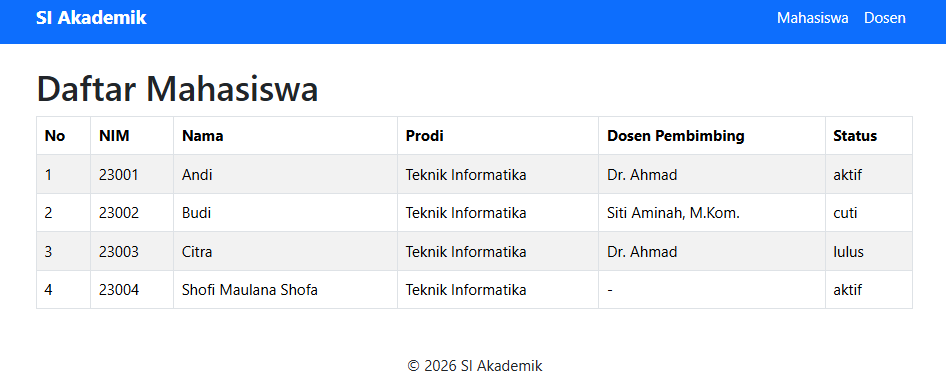 SI Akademik Mahasiswa Dosen
Daftar Mahasiswa
No NIM Nama Prodi Dosen Pembimbing Status
1 23001 Andi Teknik Informatika Dr. Ahmad aktif
2 23002 Budi Teknik Informatika Siti Aminah, M.Kom. cuti
3 23003 Citra Teknik Informatika Dr. Ahmad lulus
4 23004 Shofi Maulana Shofa Teknik Informatika - aktif
© 2026 SI Akademik